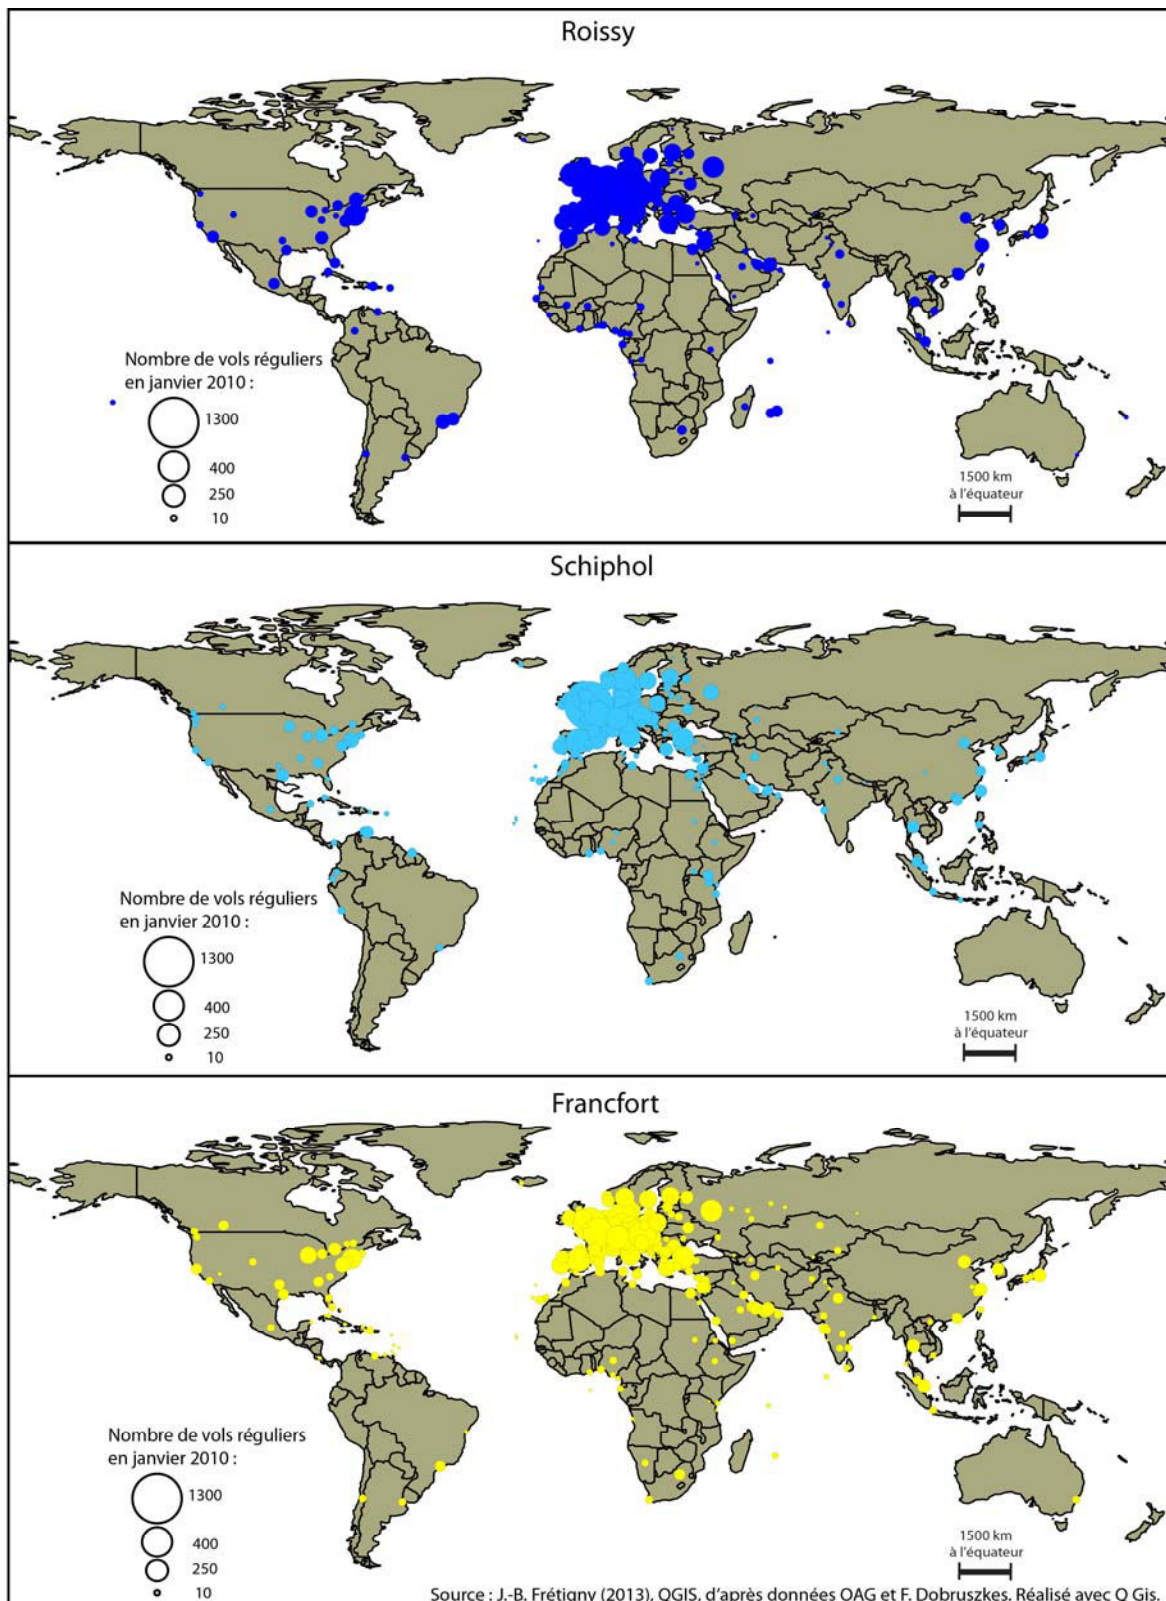 Roissy
Nombre de vols réguliers
en janvier 2010 :
1300
400
250
10
1500 km
à l'équateur
Schiphol
Nombre de vols réguliers
en janvier 2010 :
1300
400
250
10
1500 km
à l'équateur
Francfort
Nombre de vols réguliers
en janvier 2010 :
1300
400
250
10
1500 km
à l'équateur
Source : J.-B. Frétigny (2013), QGIS, d'après données OAG et F. Dobruszkes. Réalisé avec Q Gis.